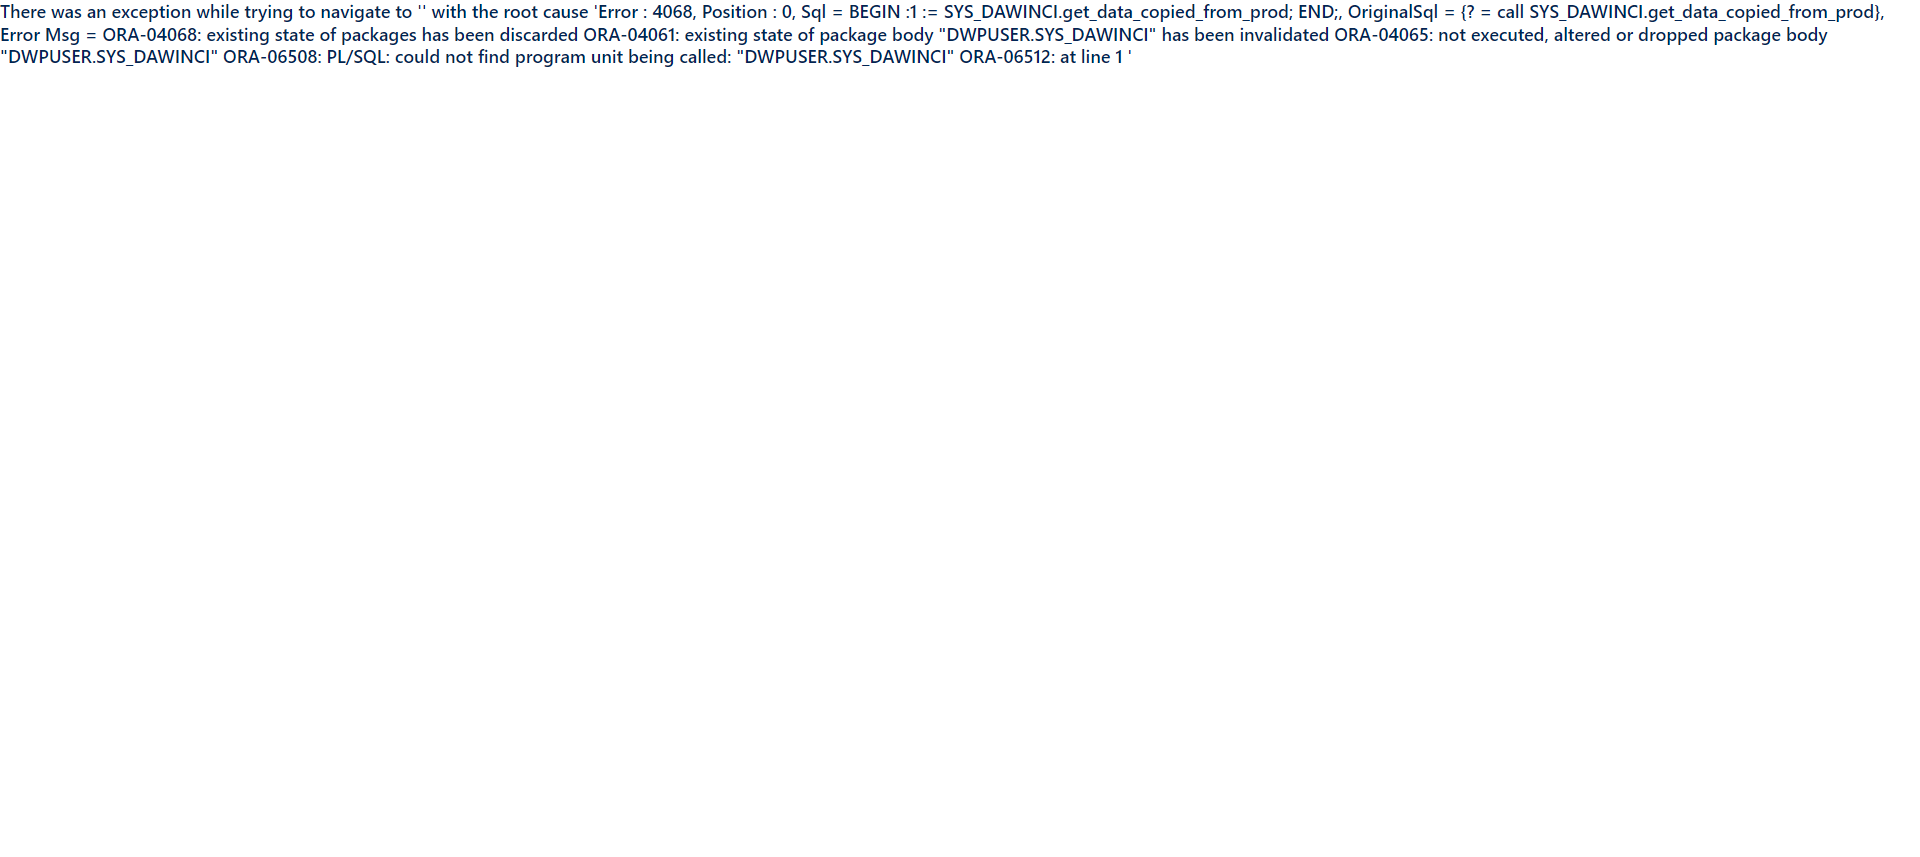 There was an exception while trying to navigate to '' with the root cause 'Error : 4068, Position : 0, Sql = BEGIN :1 := SYS_DAWINCI.get_data_copied_from_prod; END;, OriginalSql = {? = call SYS_DAWINCI.get_data_copied_from_prod},
Error Msg = ORA-04068: existing state of packages has been discarded ORA-04061: existing state of package body "DWPUSER.SYS_DAWINCI" has been invalidated ORA-04065: not executed, altered or dropped package body
"DWPUSER.SYS_DAWINCI" ORA-06508: PL/SQL: could not find program unit being called: "DWPUSER.SYS_DAWINCI" ORA-06512: at line 1 '